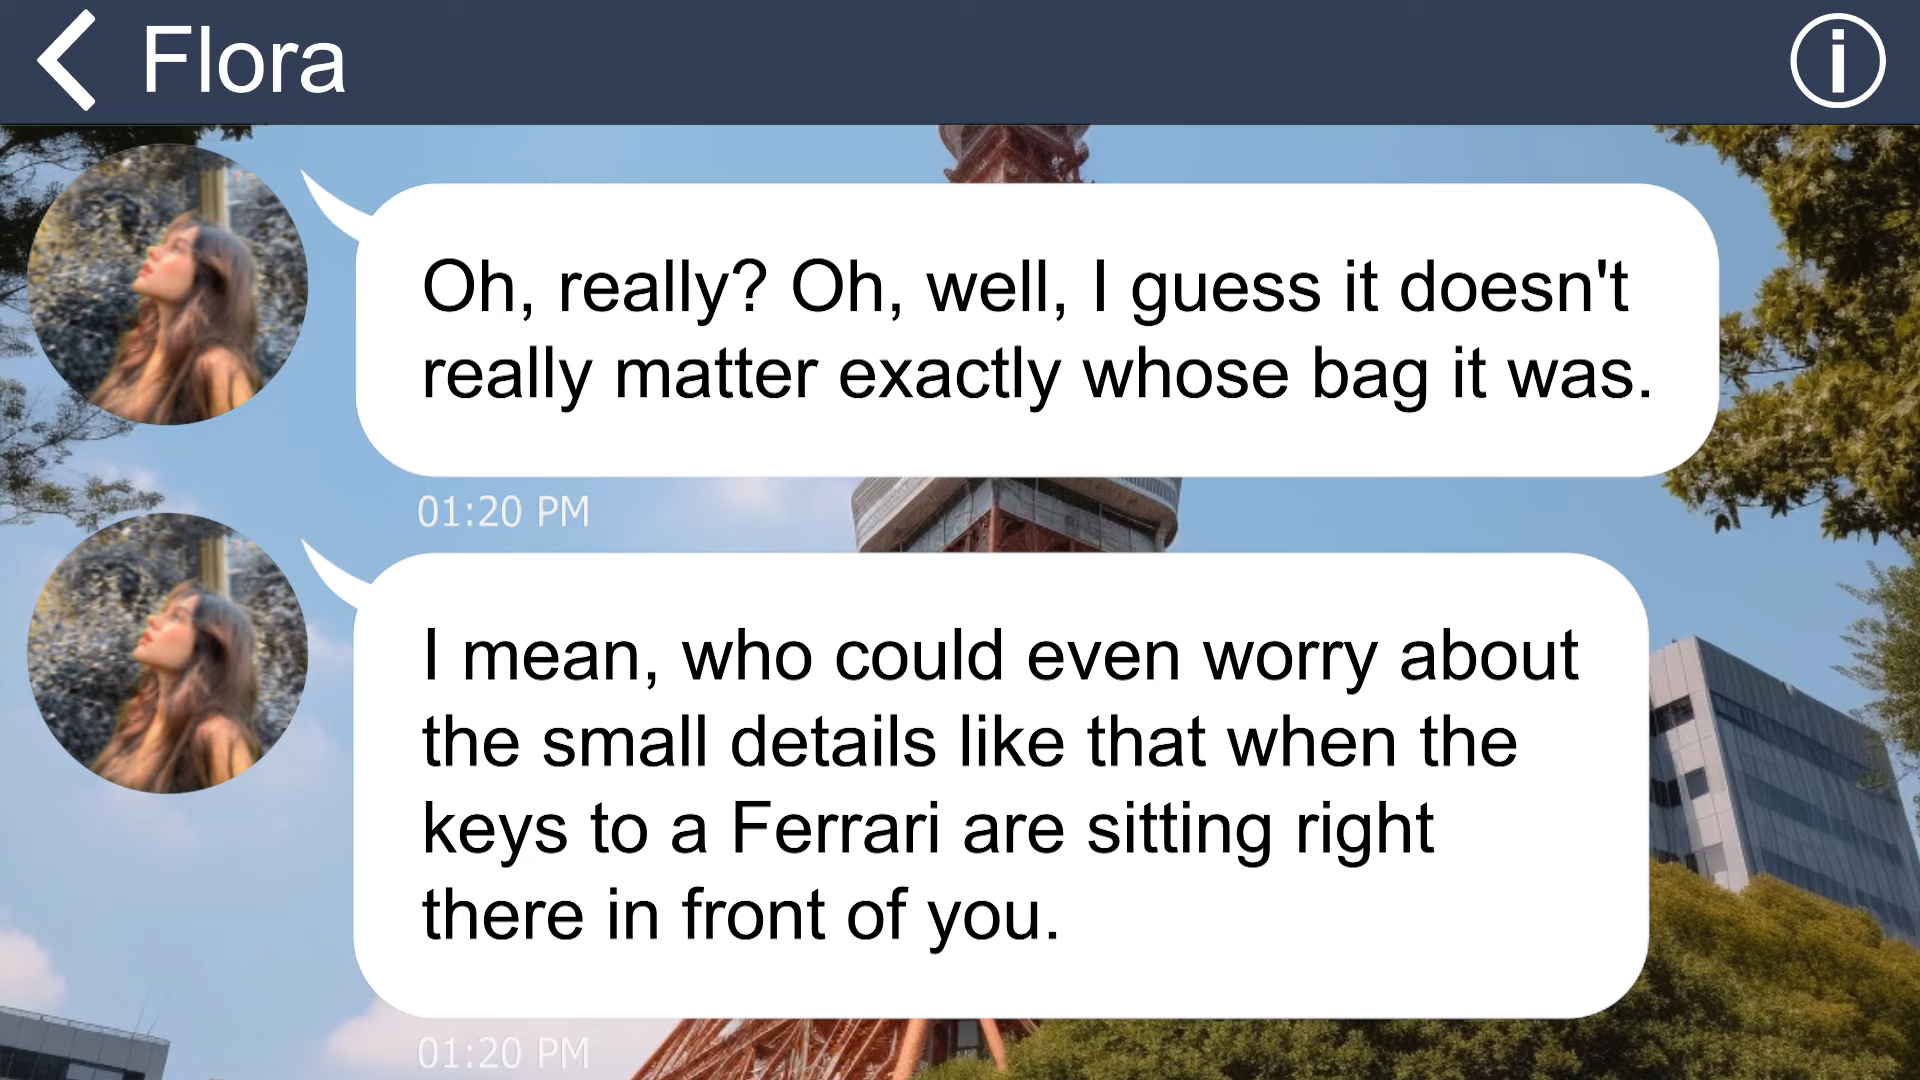 Flora
Oh, really? Oh, well, I guess it doesn't
really matter exactly whose bag it was.
01:20 PM
I mean, who could even worry about
the small details like that when the
keys to a Ferrari are sitting right
there in front of you.
01:20 PM